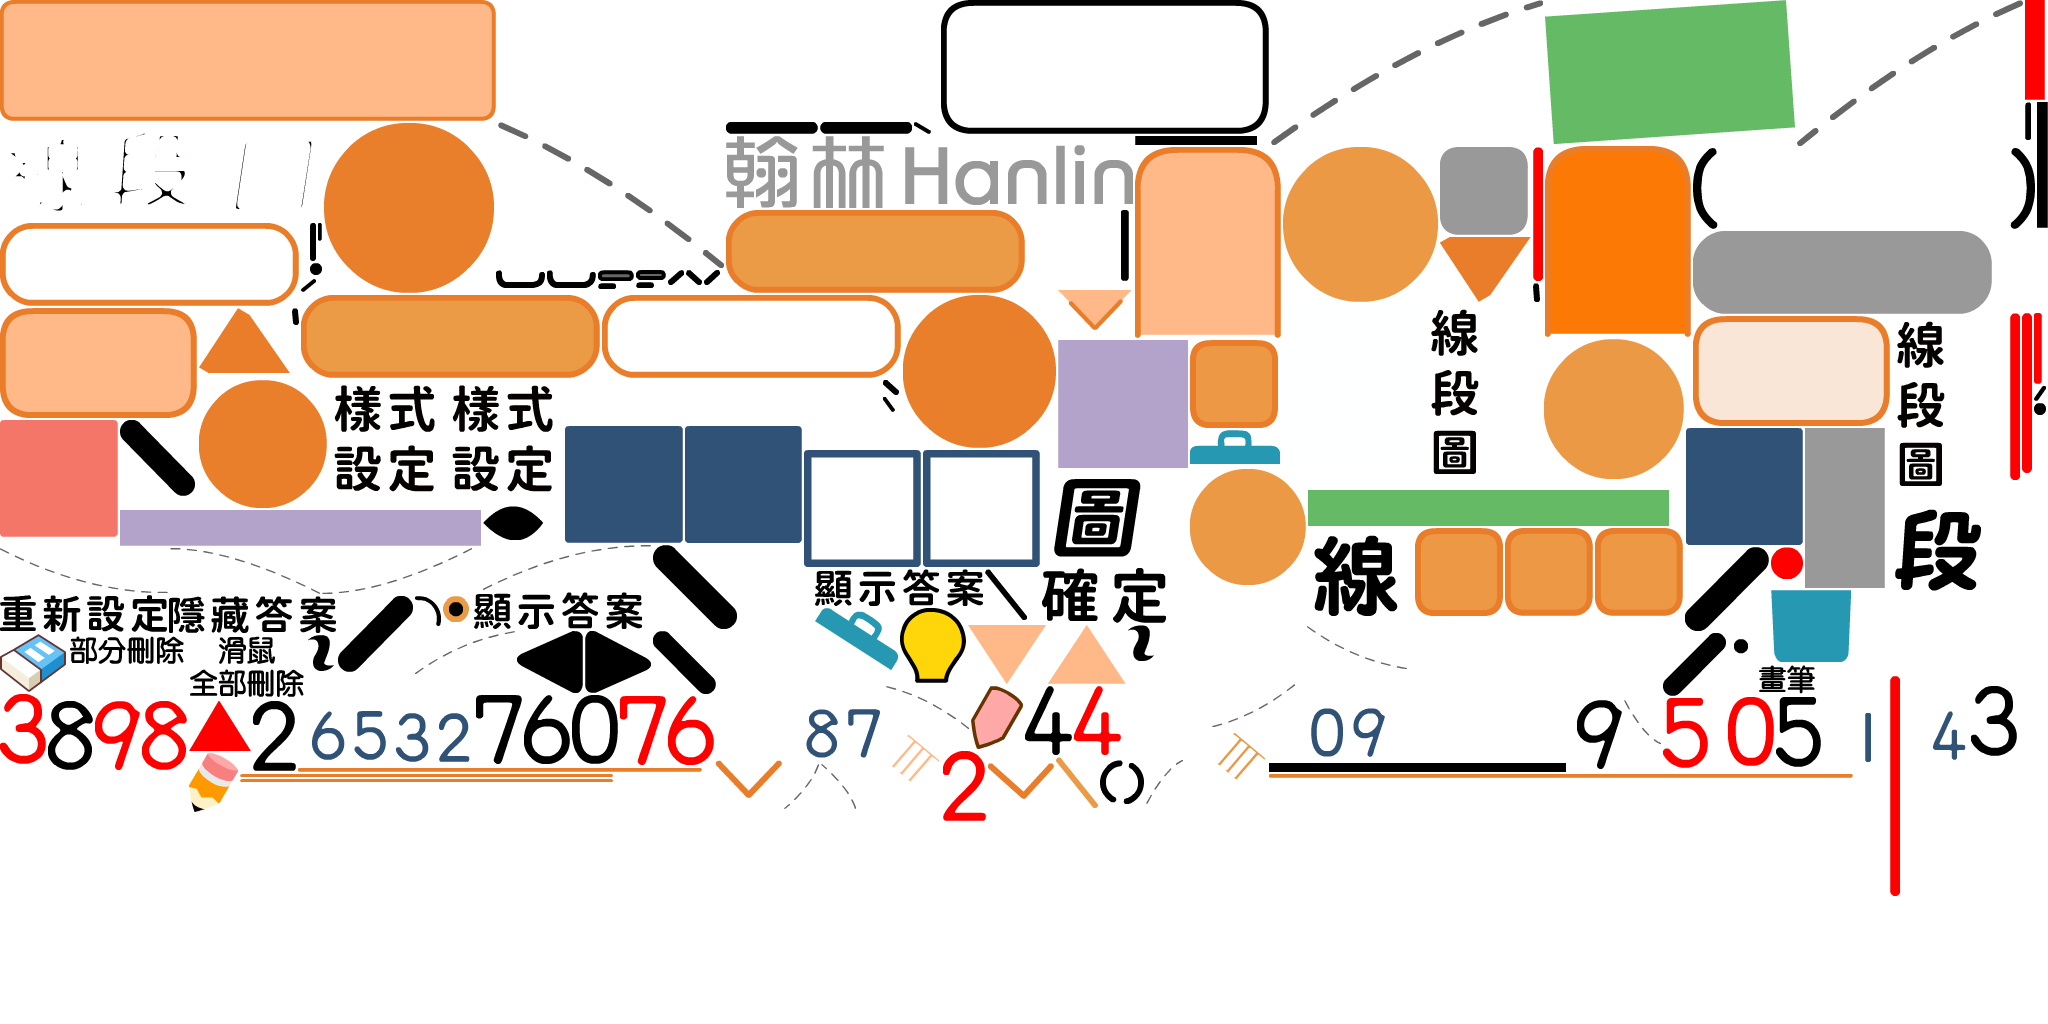 段
翰林 Hanlin
( )
線
段
圖
線
段
圖
樣式 樣式
設定 設定
圖
段
線
顯示答案
確定
重新設定
隱藏答案
顯示答案
部分刪除
滑鼠
全部刪除
畫筆
3898
2
6532
76076
87
44
09
9
505
1
43
2